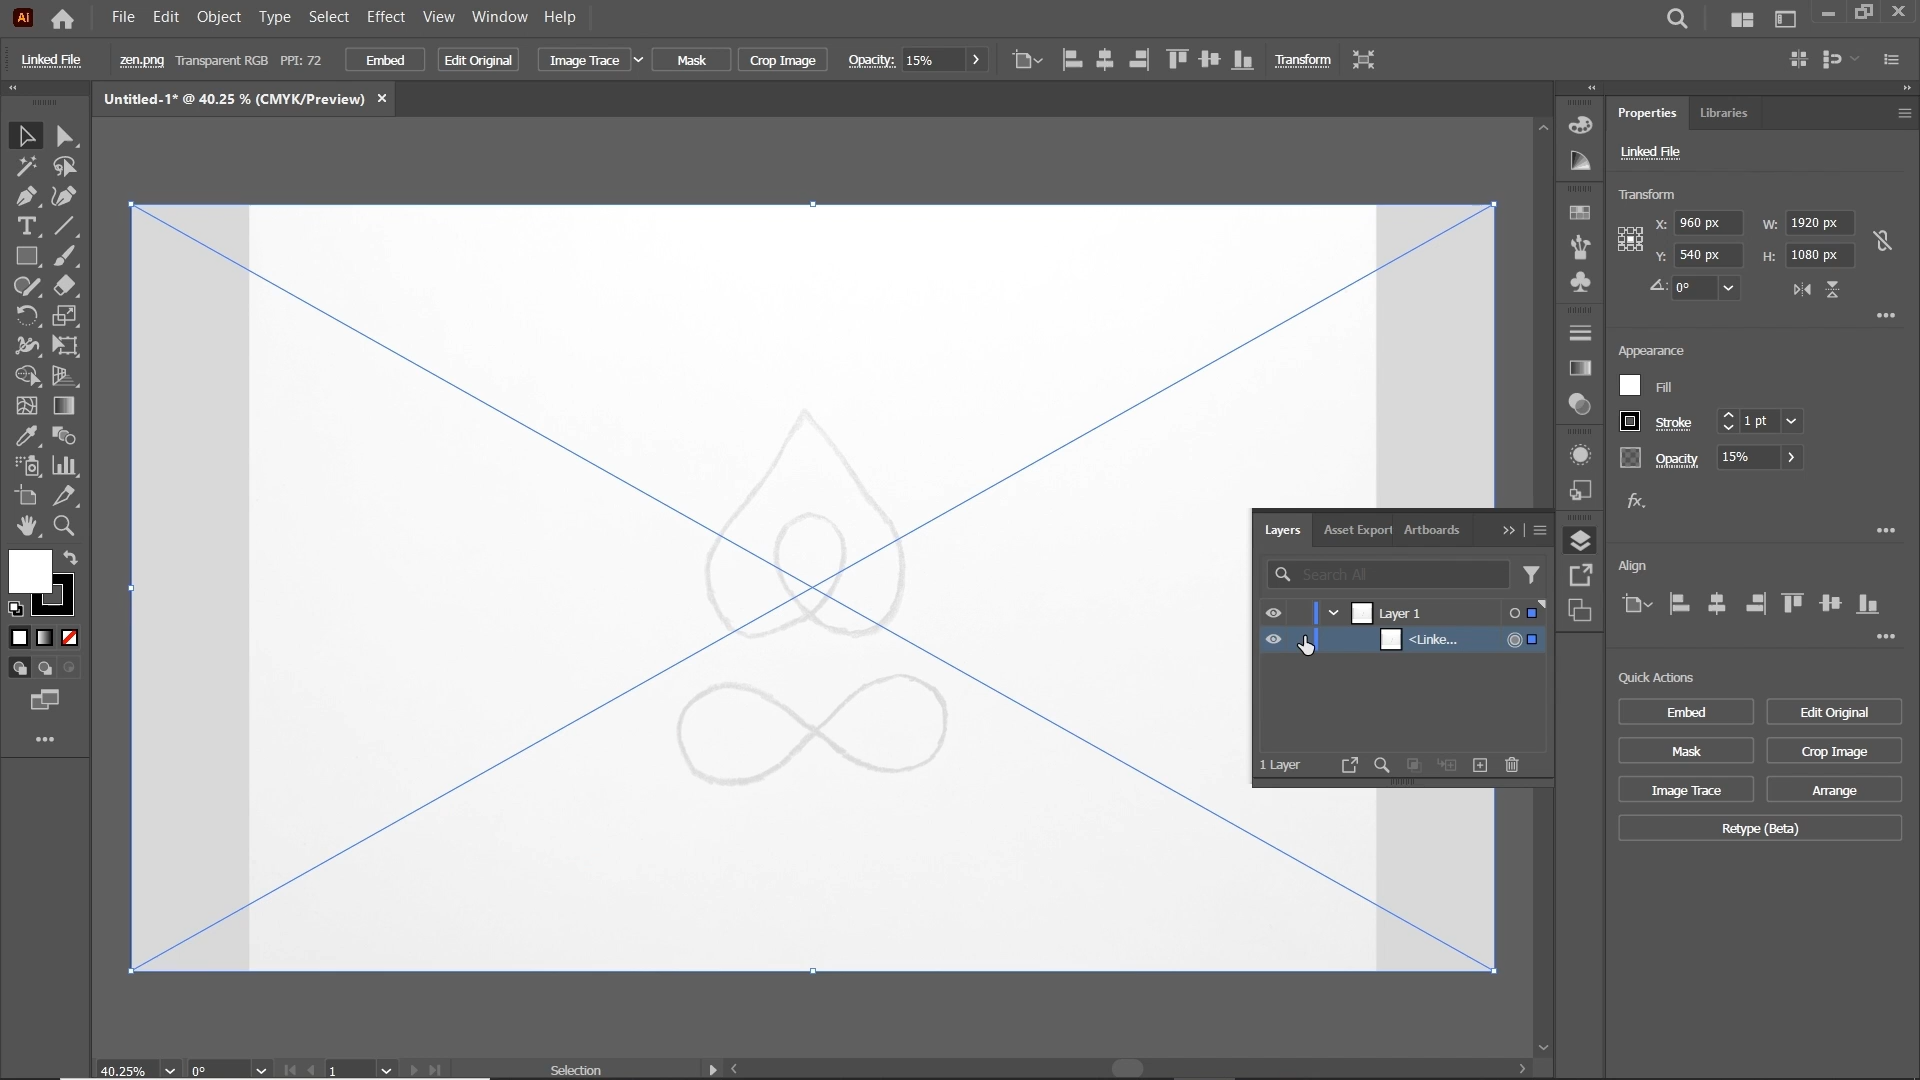 Ai File Edit Object Type Select Effect View Window Help
Linked File zen.png Transparent RGB PPI: 72 Embed Edit Original Image Trace Mask Crop Image Opacity: 15% Transform
Untitled-1* @ 40.25 % (CMYK/Preview)
Properties Libraries
Linked File
Transform
X: 960 px W: 1920 px
Y: 540 px H: 1080 px
0°
Appearance
Fill
Stroke 1 pt
Opacity 15%
fx.
Layers Asset Export Artboards
Search All
Layer 1
<Linke...
1 Layer
Align
Quick Actions
Embed Edit Original
Mask Crop Image
Image Trace Arrange
Retype (Beta)
40.25% 0° 1 Selection